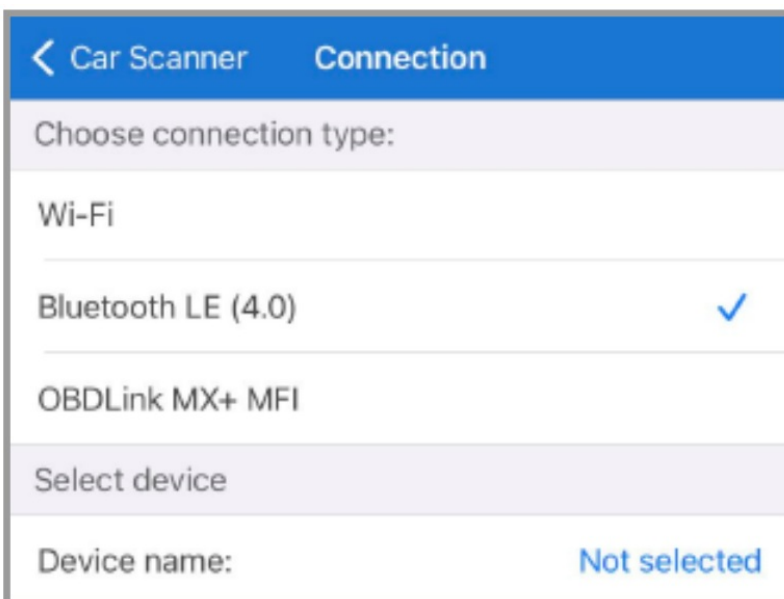 Car Scanner Connection
Choose connection type:
Wi-Fi
Bluetooth LE (4.0)
OBDLink MX+ MFI
Select device
Device name: Not selected